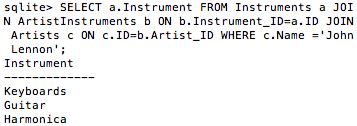 sqlite> SELECT a.Instrument FROM Instruments a JOI
N ArtistInstruments b ON b.Instrument_ID=a.ID JOIN
 Artists c ON c.ID=b.Artist_ID WHERE c.Name ='John
 Lennon';
Instrument
-------------
Keyboards
Guitar
Harmonica